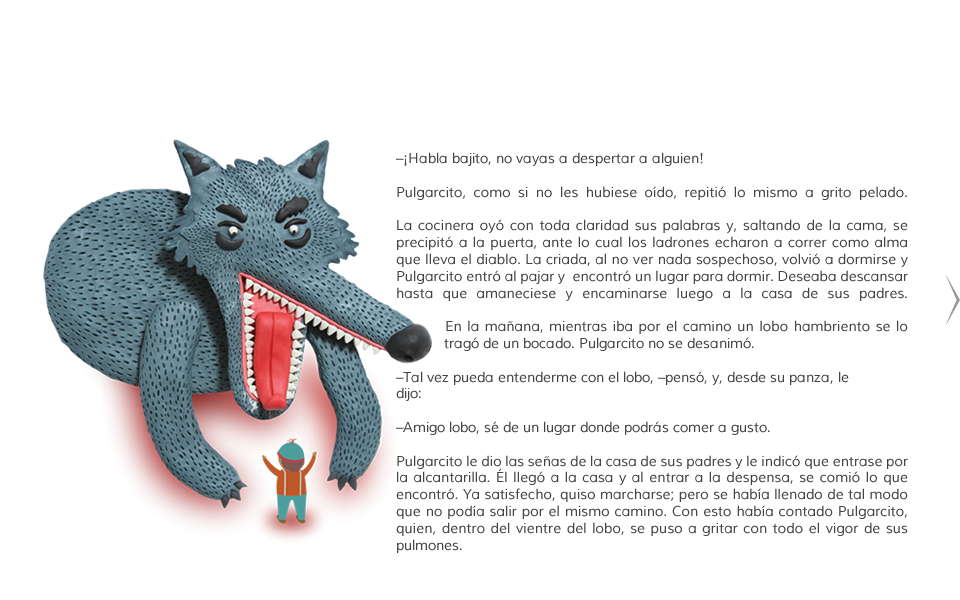 –¡Habla bajito, no vayas a despertar a alguien!
Pulgarcito, como si no les hubiese oído, repitió lo mismo a grito pelado.
La cocinera oyó con toda claridad sus palabras y, saltando de la cama, se
precipitó a la puerta, ante lo cual los ladrones echaron a correr como alma
que lleva el diablo. La criada, al no ver nada sospechoso, volvió a dormirse y
Pulgarcito entró al pajar y encontró un lugar para dormir. Deseaba descansar
hasta que amaneciese y encaminarse luego a la casa de sus padres.
En la mañana, mientras iba por el camino un lobo hambriento se lo
tragó de un bocado. Pulgarcito no se desanimó.
–Tal vez pueda entenderme con el lobo, –pensó, y, desde su panza, le
dijo:
–Amigo lobo, sé de un lugar donde podrás comer a gusto.
Pulgarcito le dio las señas de la casa de sus padres y le indicó que entrase por
la alcantarilla. Él llegó a la casa y al entrar a la despensa, se comió lo que
encontró. Ya satisfecho, quiso marcharse; pero se había llenado de tal modo
que no podía salir por el mismo camino. Con esto había contado Pulgarcito,
quien, dentro del vientre del lobo, se puso a gritar con todo el vigor de sus
pulmones.